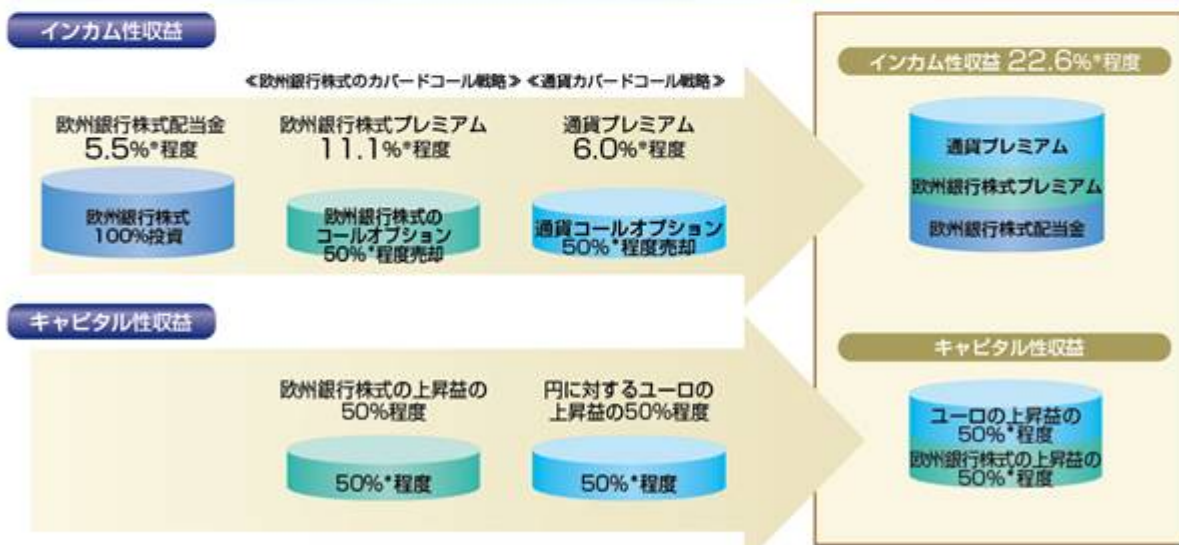 インカム性収益
≪欧州銀行株式のカバードコール戦略≫ ≪通貨カバードコール戦略≫
欧州銀行株式配当金
5.5%*程度
欧州銀行株式プレミアム
11.1%*程度
通貨プレミアム
6.0%*程度
欧州銀行株式
100%投資
欧州銀行株式の
コールオプション
50%*程度売却
通貨コールオプション
50%*程度売却
インカム性収益 22.6%*程度
通貨プレミアム
欧州銀行株式プレミアム
欧州銀行株式配当金
キャピタル性収益
欧州銀行株式の上昇益の
50%程度
円に対するユーロの
上昇益の50%程度
50%*程度
50%*程度
キャピタル性収益
ユーロの上昇益の
50%*程度
欧州銀行株式の上昇益の
50%*程度